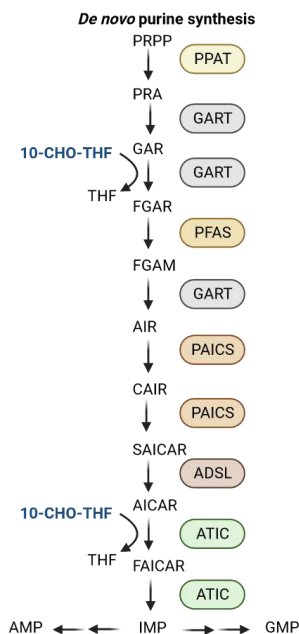 De novo purine synthesis
PRPP
PPAT
PRA
GART
10-CHO-THF
GAR
GART
THF
FGAR
PFAS
FGAM
GART
AIR
PAICS
CAIR
PAICS
SAICAR
ADSL
10-CHO-THF
AICAR
ATIC
THF
FAICAR
ATIC
AMP IMP GMP